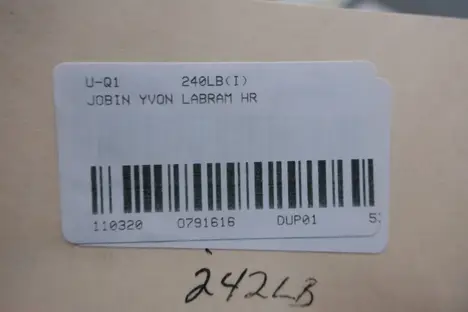 U-Q1 240LB(I)
JOBIN YVON LABRAM HR
110320 0791616 DUP01
242LB